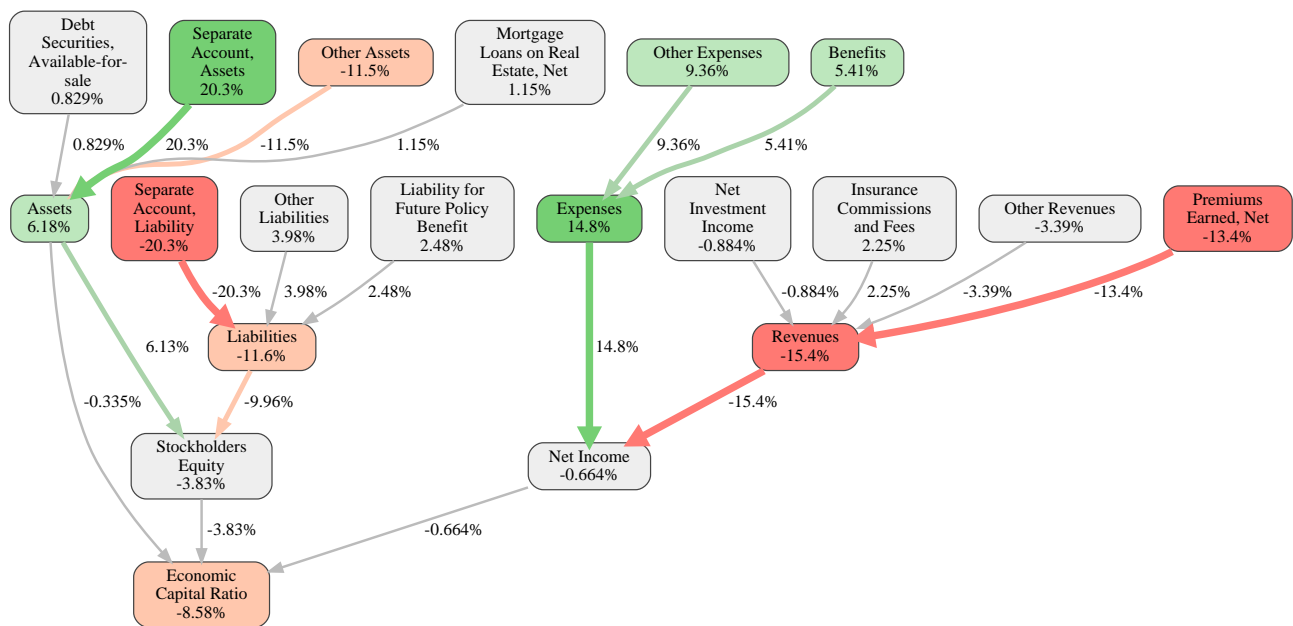 Debt
Securities,
Available-for-
sale
0.829%
Separate
Account,
Assets
20.3%
Other Assets
-11.5%
Mortgage
Loans on Real
Estate, Net
1.15%
Other Expenses
9.36%
Benefits
5.41%
0.829%
20.3%
-11.5%
1.15%
9.36%
5.41%
Assets
6.18%
Separate
Account,
Liability
-20.3%
Other
Liabilities
3.98%
Liability for
Future Policy
Benefit
2.48%
Expenses
14.8%
Net
Investment
Income
-0.884%
Insurance
Commissions
and Fees
2.25%
Other Revenues
-3.39%
Premiums
Earned, Net
-13.4%
-20.3%
3.98%
2.48%
-0.884%
2.25%
-3.39%
-13.4%
6.13%
Liabilities
-11.6%
14.8%
Revenues
-15.4%
-0.335%
-9.96%
-15.4%
Stockholders
Equity
-3.83%
Net Income
-0.664%
-3.83%
-0.664%
Economic
Capital Ratio
-8.58%